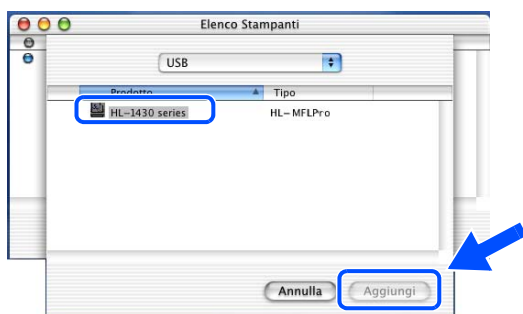 Elenco Stampanti
USB
Prodotto Tipo
HL-1430 series HL-MFLPro
Annulla Aggiungi